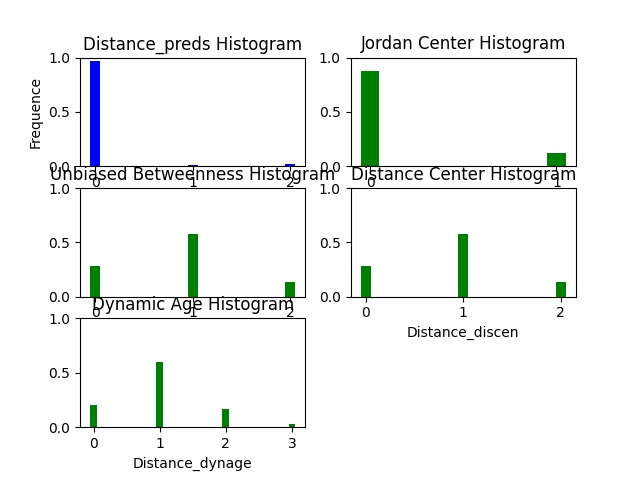 Distance_preds Histogram
Frequence
1.0
0.5
0.0
0 1 2
Jordan Center Histogram
1.0
0.5
0.0
0 1
Unbiased Betweenness Histogram
1.0
0.5
0.0
0 1 2
Distance Center Histogram
1.0
0.5
0.0
0 1 2
Distance_discen
Dynamic Age Histogram
1.0
0.5
0.0
0 1 2 3
Distance_dynage